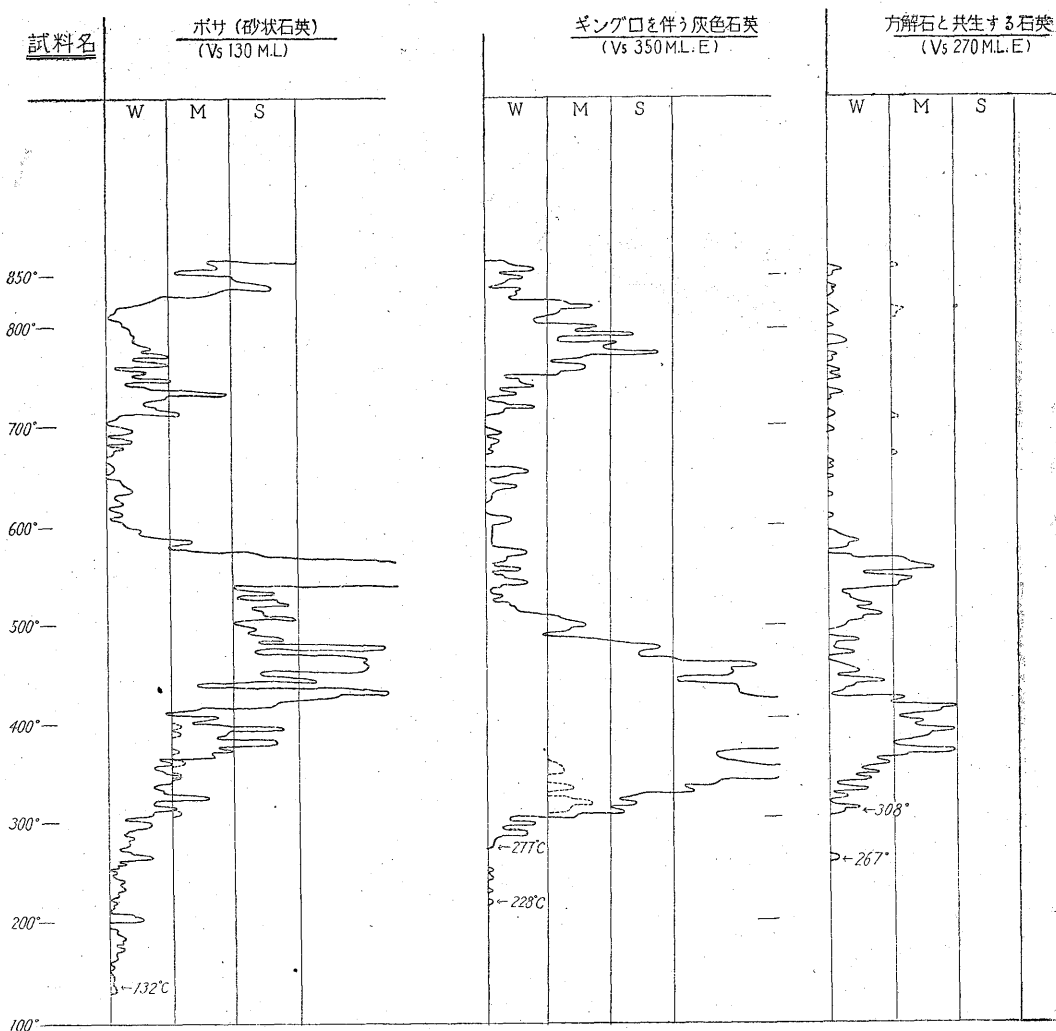 試料名
ボサ (砂状石英)
(Vs 130 M.L)
ギングロを伴う灰色石英
(Vs 350 M.L.E)
方解石と共生する石英
(Vs 270 M.L.E)
W M S
W M S
W M S
850°
800°
700°
600°
500°
400°
300°
200°
100°
←132°C
←277°C
←228°C
←308°
←267°